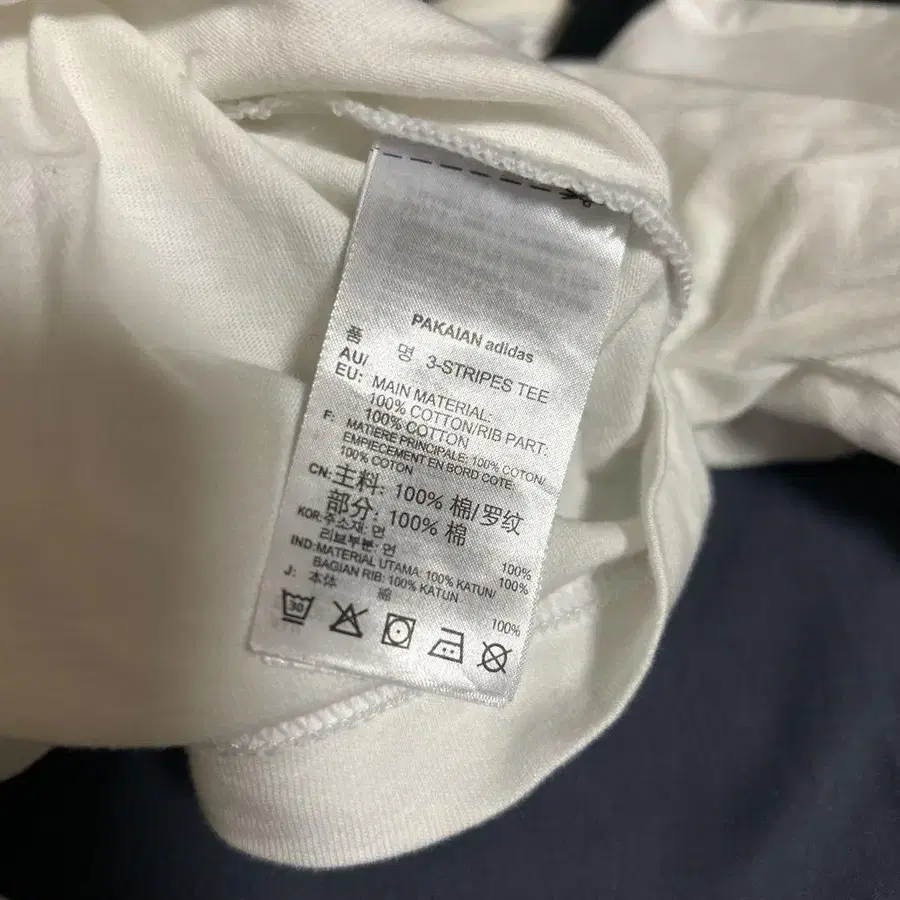 PAKAIAN adidas
품 명 3-STRIPES TEE
AU/
EU: MAIN MATERIAL:
100% COTTON/RIB PART:
100% COTTON
F: MATIERE PRINCIPALE: 100% COTON/
EMPIECEMENT EN BORD COTE:
100% COTON
CN: 主料: 100% 棉/罗纹
部分: 100% 棉
KOR: 주소재: 면 100%
리브부분: 면 100%
IND: MATERIAL UTAMA: 100% KATUN/
BAGIAN RIB: 100% KATUN
J: 本体 綿 100%
30